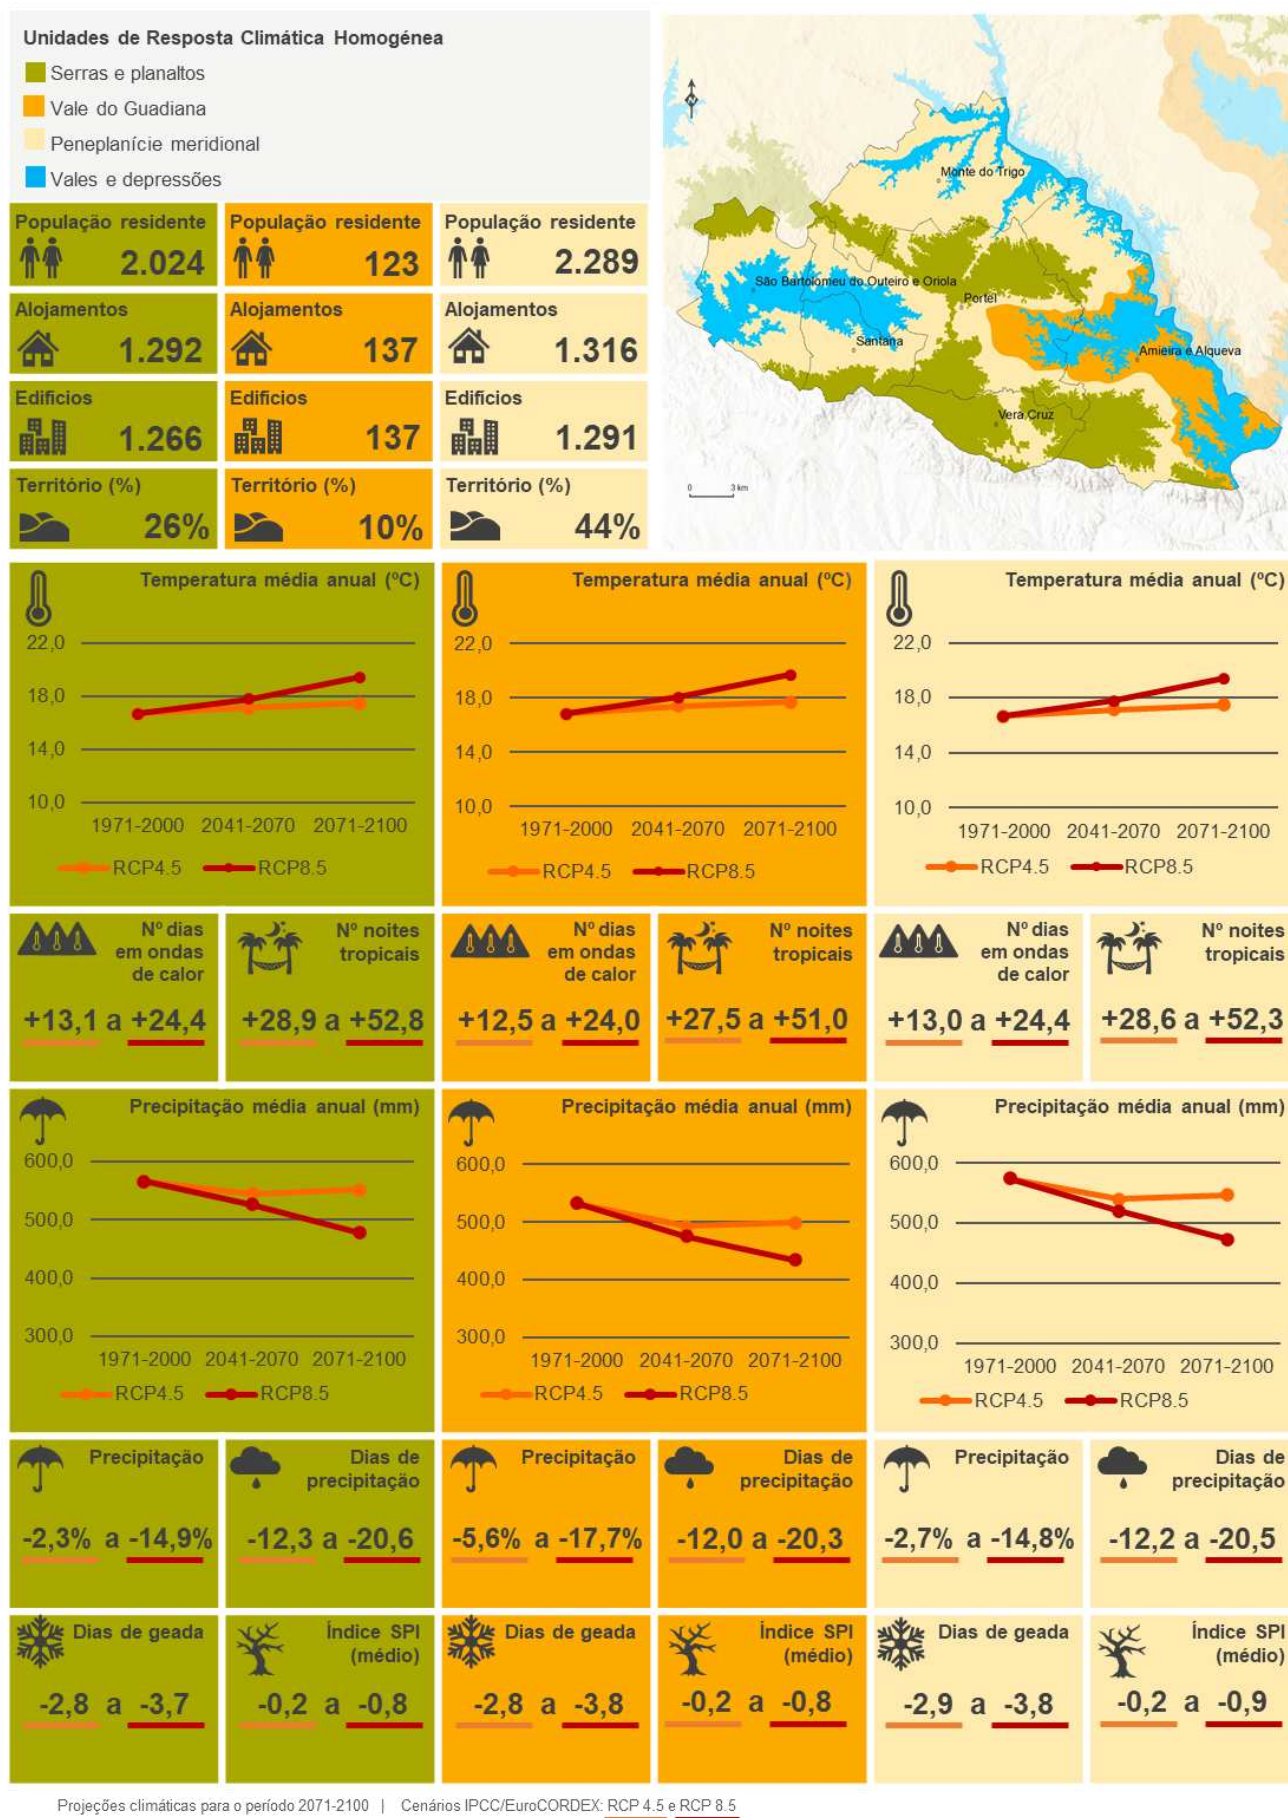 Unidades de Resposta Climática Homogénea
Serras e planaltos
Vale do Guadiana
Peneplanície meridional
Vales e depressões
N
Monte do Trigo
São Bartolomeu do Outeiro e Oriola
Portel
Santana
Amieira e Alqueva
Vera Cruz
0 3 km
População residente
2.024
População residente
123
População residente
2.289
Alojamentos
1.292
Alojamentos
137
Alojamentos
1.316
Edificios
1.266
Edificios
137
Edificios
1.291
Território (%)
26%
Território (%)
10%
Território (%)
44%
Temperatura média anual (ºC)
22,0
18,0
14,0
10,0
1971-2000 2041-2070 2071-2100
RCP4.5 RCP8.5
Temperatura média anual (ºC)
22,0
18,0
14,0
10,0
1971-2000 2041-2070 2071-2100
RCP4.5 RCP8.5
Temperatura média anual (ºC)
22,0
18,0
14,0
10,0
1971-2000 2041-2070 2071-2100
RCP4.5 RCP8.5
Nº dias
em ondas
de calor
+13,1 a +24,4
Nº noites
tropicais
+28,9 a +52,8
Nº dias
em ondas
de calor
+12,5 a +24,0
Nº noites
tropicais
+27,5 a +51,0
Nº dias
em ondas
de calor
+13,0 a +24,4
Nº noites
tropicais
+28,6 a +52,3
Precipitação média anual (mm)
600,0
500,0
400,0
300,0
1971-2000 2041-2070 2071-2100
RCP4.5 RCP8.5
Precipitação média anual (mm)
600,0
500,0
400,0
300,0
1971-2000 2041-2070 2071-2100
RCP4.5 RCP8.5
Precipitação média anual (mm)
600,0
500,0
400,0
300,0
1971-2000 2041-2070 2071-2100
RCP4.5 RCP8.5
Precipitação
-2,3% a -14,9%
Dias de
precipitação
-12,3 a -20,6
Precipitação
-5,6% a -17,7%
Dias de
precipitação
-12,0 a -20,3
Precipitação
-2,7% a -14,8%
Dias de
precipitação
-12,2 a -20,5
Dias de geada
-2,8 a -3,7
Índice SPI
(médio)
-0,2 a -0,8
Dias de geada
-2,8 a -3,8
Índice SPI
(médio)
-0,2 a -0,8
Dias de geada
-2,9 a -3,8
Índice SPI
(médio)
-0,2 a -0,9
Projeções climáticas para o período 2071-2100 | Cenários IPCC/EuroCORDEX: RCP 4.5 e RCP 8.5